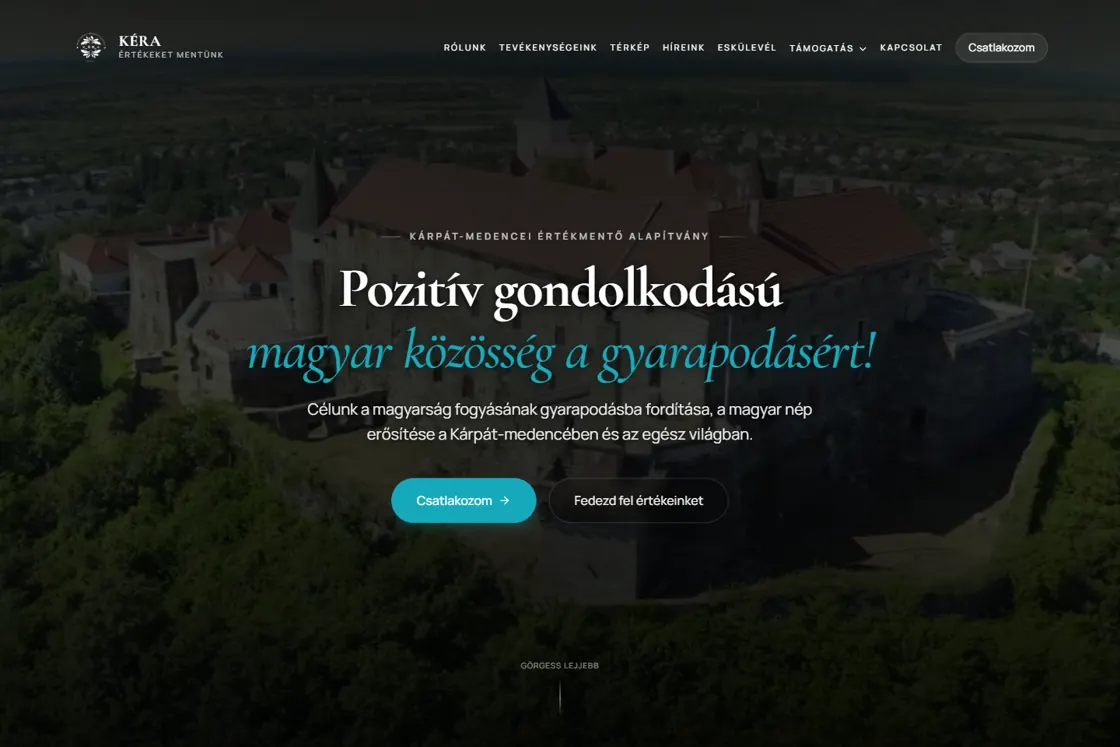 KÉRA
ÉRTÉKEKET MENTÜNK
RÓLUNK TEVÉKENYSÉGEINK TÉRKÉP HÍREINK ESKÜLEVÉL TÁMOGATÁS KAPCSOLAT Csatlakozom
KÁRPÁT-MEDENCEI ÉRTÉKMENTŐ ALAPÍTVÁNY
Pozitív gondolkodású
magyar közösség a gyarapodásért!
Célunk a magyarság fogyásának gyarapodásba fordítása, a magyar nép
erősítése a Kárpát-medencében és az egész világban.
Csatlakozom → Fedezd fel értékeinket
GÖRGESS LEJJEBB